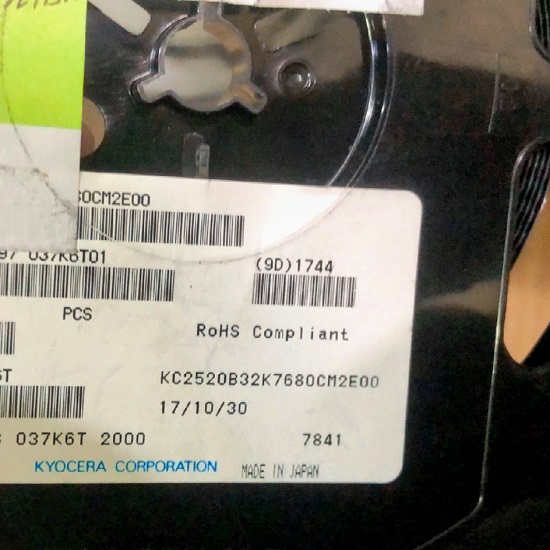 0CM2E00
037K6T01
(9D)1744
PCS
RoHS Compliant
KC2520B32K7680CM2E00
17/10/30
037K6T 2000
7841
KYOCERA CORPORATION
MADE IN JAPAN